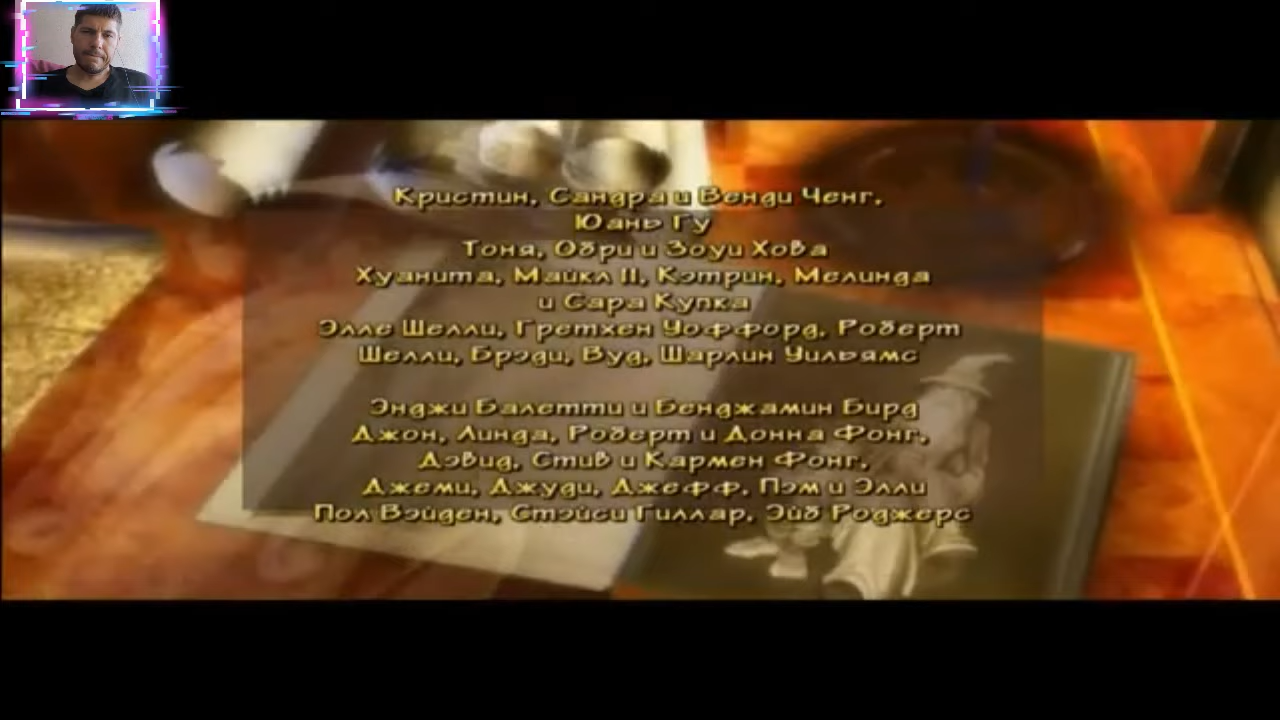 Кристин, Сандра и Венди Ченг,
Юань Гу
Тоня, Обри и Зоуи Хова
Хуанита, Майкл II, Кэтрин, Мелинда
и Сара Купка
Элле Шелли, Гретхен Уоффорд, Роберт
Шелли, Брэди, Вуд, Шарлин Уильямс
Энджи Балетти и Бенджамин Бирд
Джон, Линда, Роберт и Донна Фонг,
Дэвид, Стив и Кармен Фонг,
Джеми, Джуди, Джефф, Пэм и Элли
Пол Вэйден, Стэйси Гиллар, Эйб Роджерс